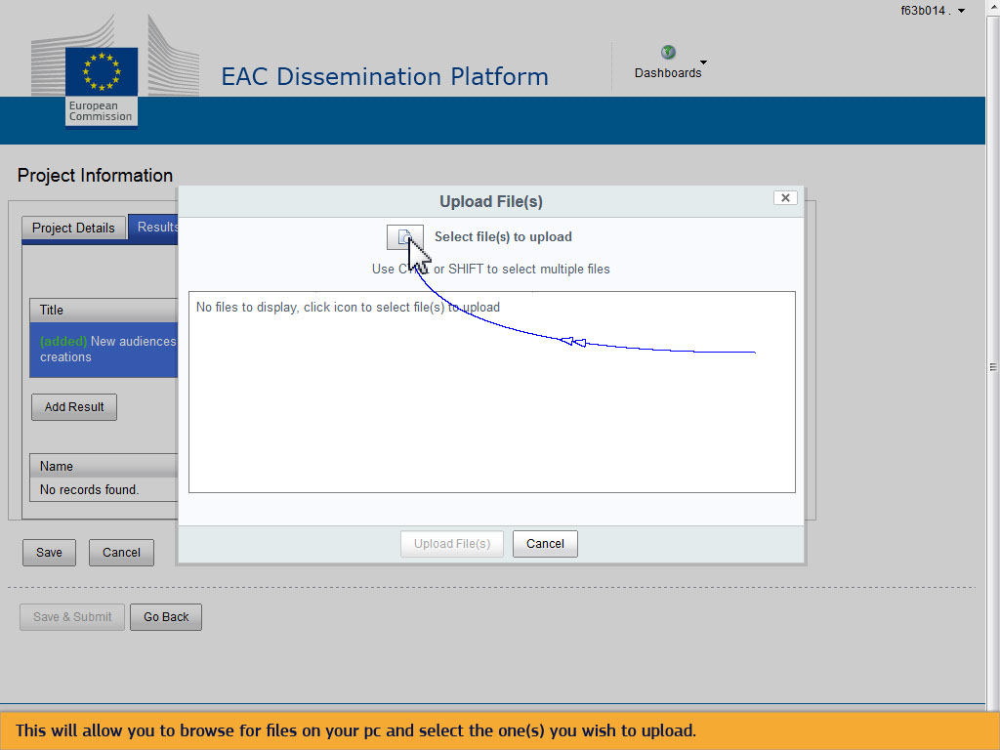 f63b014 .
EAC Dissemination Platform
Dashboards
European
Commission
Project Information
Upload File(s)
Project Details
Results
Select file(s) to upload
Use C or SHIFT to select multiple files
No files to display, click icon to select file(s) to upload
Title
(added) New audiences
creations
Add Result
Name
No records found.
Upload File(s)
Cancel
Save
Cancel
Save & Submit
Go Back
This will allow you to browse for files on your pc and select the one(s) you wish to upload.